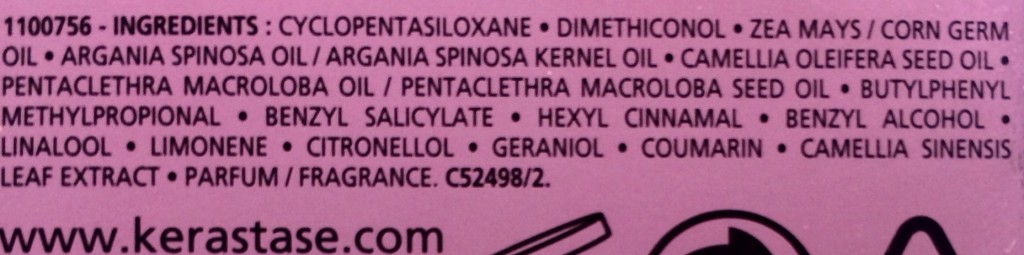 1100756 - INGREDIENTS : CYCLOPENTASILOXANE • DIMETHICONOL • ZEA MAYS / CORN GERM
OIL • ARGANIA SPINOSA OIL / ARGANIA SPINOSA KERNEL OIL • CAMELLIA OLEIFERA SEED OIL •
PENTACLETHRA MACROLOBA OIL / PENTACLETHRA MACROLOBA SEED OIL • BUTYLPHENYL
METHYLPROPIONAL • BENZYL SALICYLATE • HEXYL CINNAMAL • BENZYL ALCOHOL •
LINALOOL • LIMONENE • CITRONELLOL • GERANIOL • COUMARIN • CAMELLIA SINENSIS
LEAF EXTRACT • PARFUM / FRAGRANCE. C52498/2.
www.kerastase.com